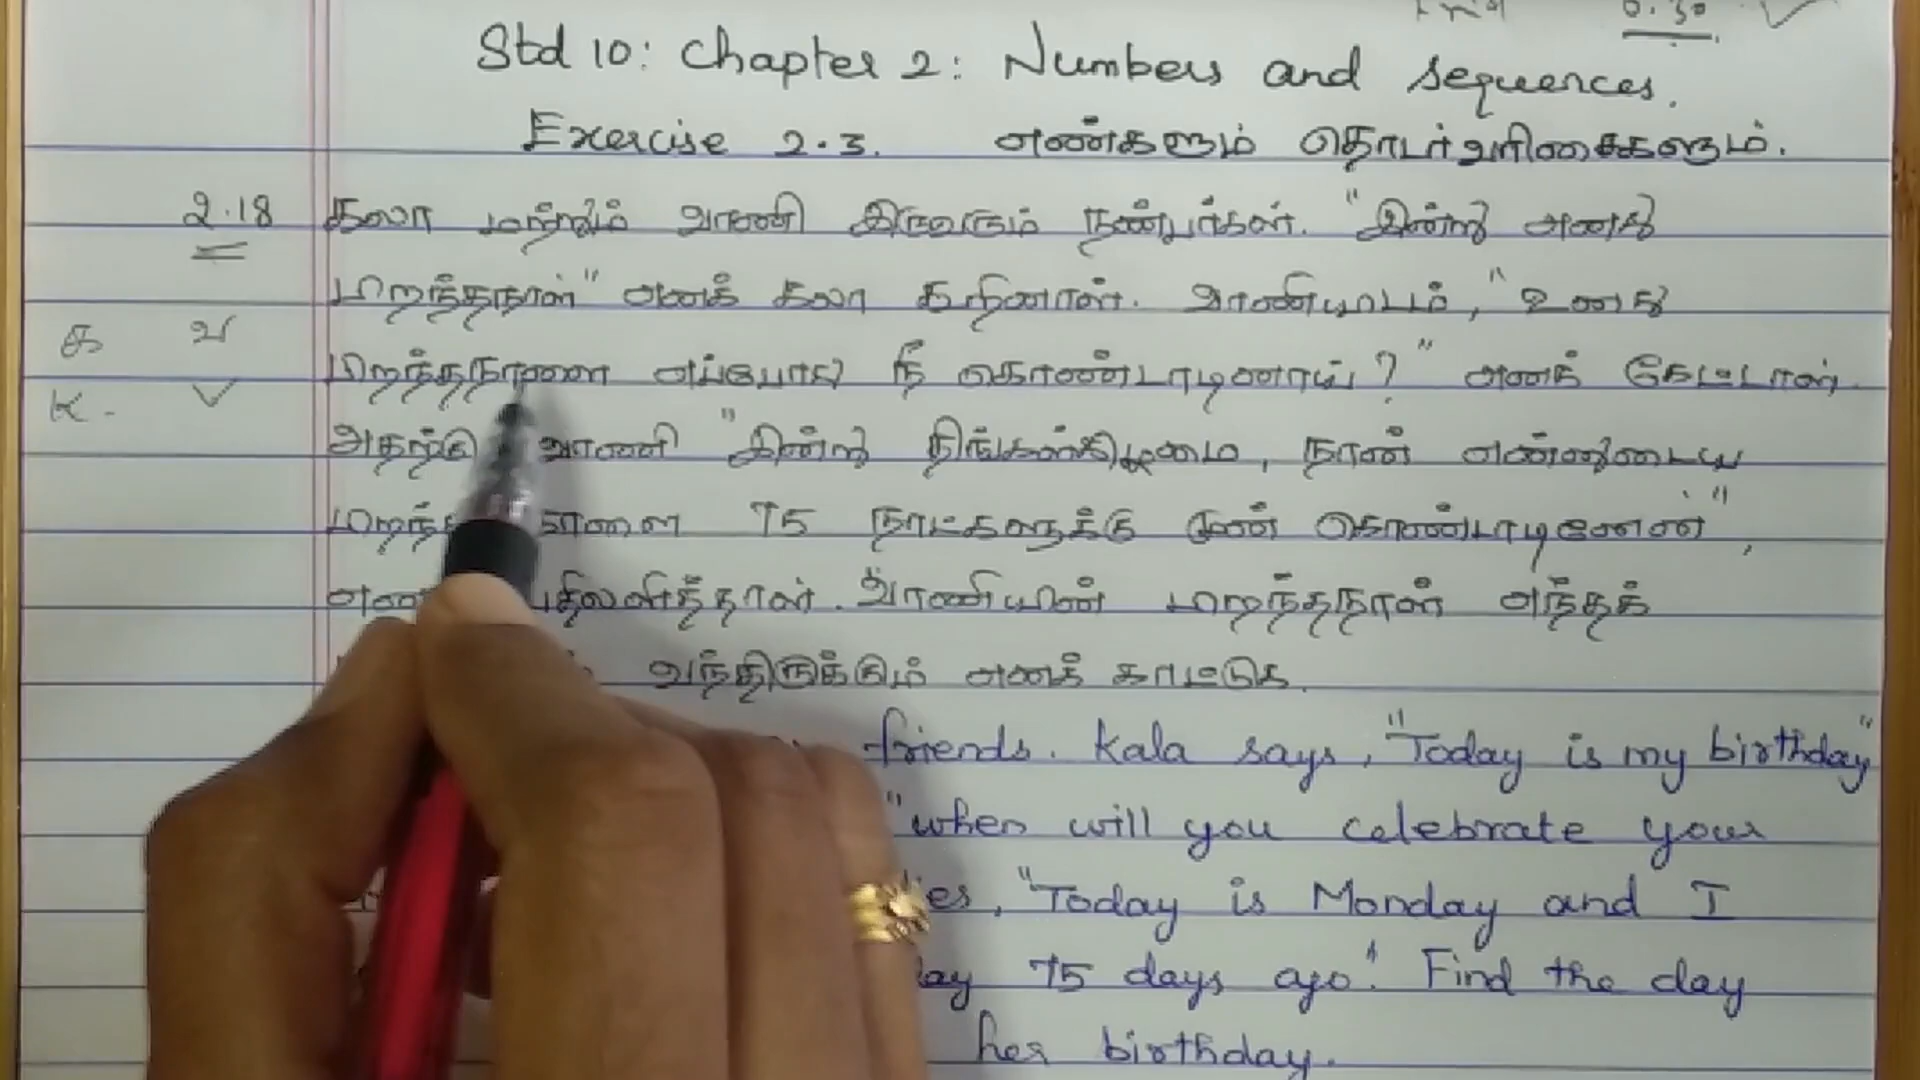 Std 10: Chapter 2: Numbers and sequences.
Exercise 2.3. எண்களும் தொடர்வரிசைகளும்.
2.18 கலா மற்றும் வாணி இருவரும் நண்பர்கள். "இன்று எனது
பிறந்தநாள்" எனக் கலா கூறினாள். வாணியிடம், "உனது
க வ பிறந்தநாளை எப்போது நீ கொண்டாடினாய்?" எனக் கேட்டாள்.
K. V அதற்கு வாணி "இன்று திங்கள்கிழமை, நான் என்னுடைய
நாளை 75 நாட்களுக்கு முன் கொண்டாடினேன்",
பதிலளித்தாள். வாணியின் பிறந்தநாள் எந்தக்
வந்திருக்கும் எனக் காட்டுக.
friends. Kala says, "Today is my birthday"
"when will you celebrate your
"Today is Monday and I
75 days ago". Find the day
her birthday.